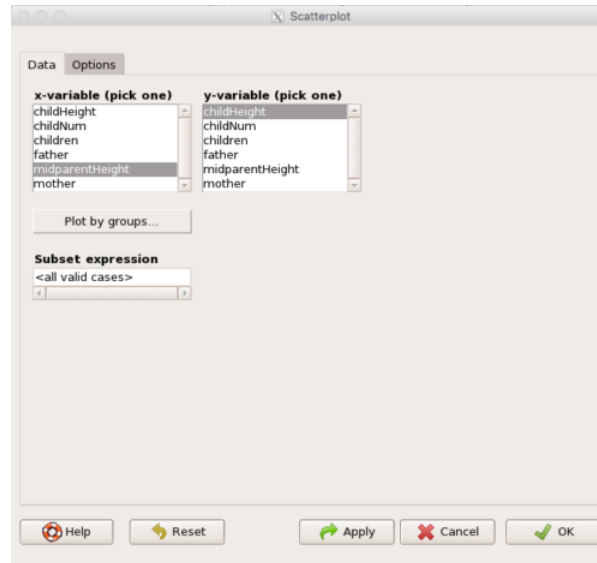 Scatterplot
Data Options
x-variable (pick one) y-variable (pick one)
childHeight childHeight
childNum childNum
children children
father father
midparentHeight midparentHeight
mother mother
Plot by groups...
Subset expression
<all valid cases>
Help Reset Apply Cancel OK